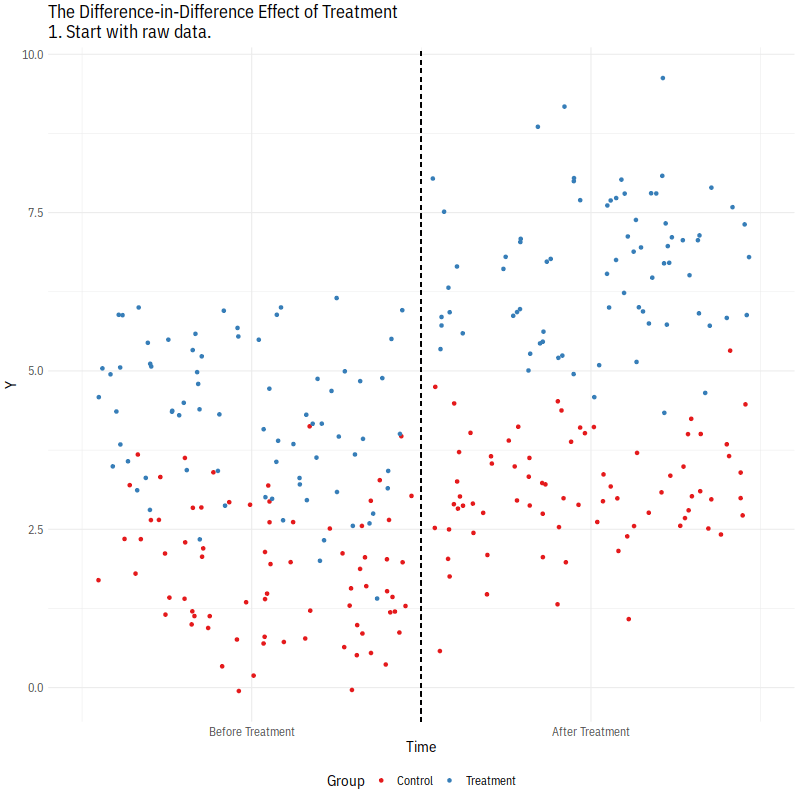 The Difference-in-Difference Effect of Treatment
1. Start with raw data.
10.0
7.5
5.0
2.5
0.0
Y
Before Treatment
After Treatment
Time
Group Control Treatment